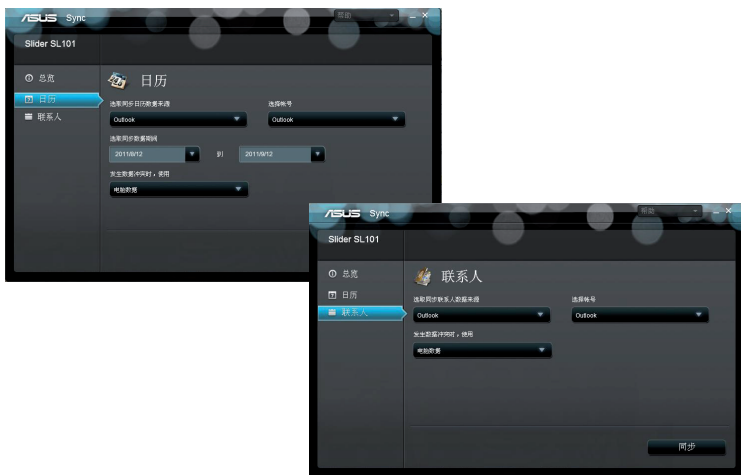 ASUS Sync
帮助
Slider SL101
总览
日历
联系人
日历
选取同步日历数据来源
选择帐号
Outlook
Outlook
选取同步数据期间
2011/8/12
到
2011/8/12
发生数据冲突时，使用
电脑数据
ASUS Sync
帮助
Slider SL101
总览
日历
联系人
联系人
选取同步联系人数据来源
选择帐号
Outlook
Outlook
发生数据冲突时，使用
电脑数据
同步